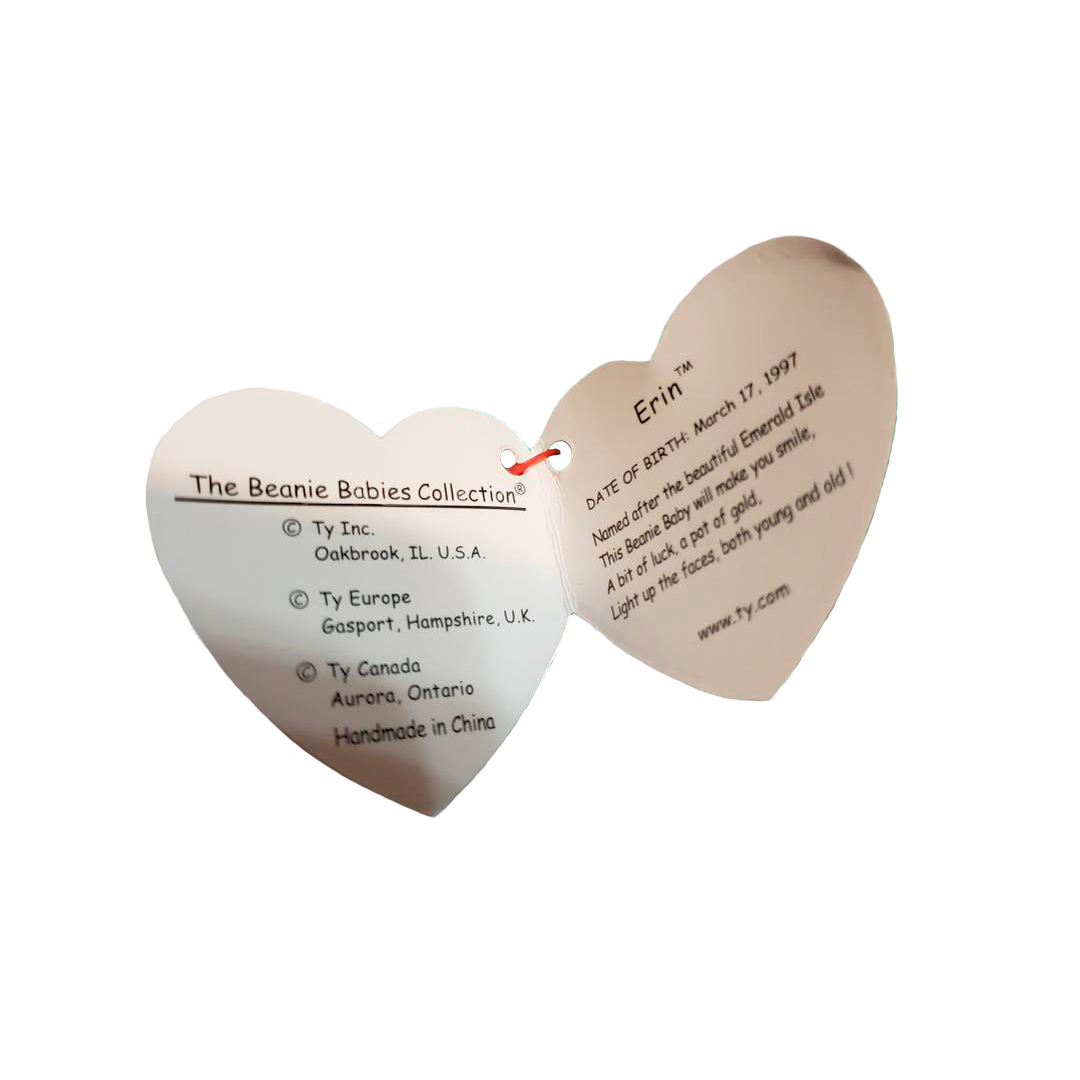 The Beanie Babies Collection®
© Ty Inc.
Oakbrook, IL. U.S.A.
© Ty Europe
Gasport, Hampshire, U.K.
© Ty Canada
Aurora, Ontario
Handmade in China
Erin™
DATE OF BIRTH: March 17, 1997
Named after the beautiful Emerald Isle
This Beanie Baby will make you smile,
A bit of luck, a pot of gold,
Light up the faces, both young and old !
www.ty.com